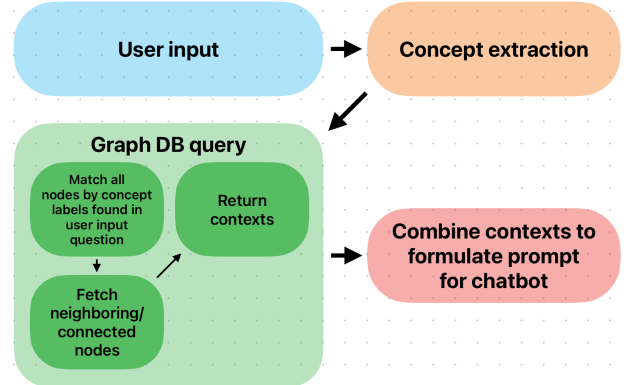 User input
Concept extraction
Graph DB query
Match all
nodes by concept
labels found in
user input
question
Return
contexts
Fetch
neighboring/
connected
nodes
Combine contexts to
formulate prompt
for chatbot